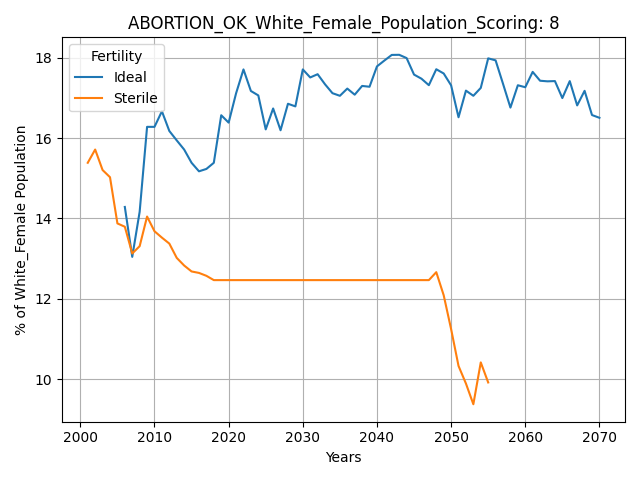 ABORTION_OK_White_Female_Population_Scoring: 8
Fertility
Ideal
Sterile
% of White_Female Population
18
16
14
12
10
2000 2010 2020 2030 2040 2050 2060 2070
Years